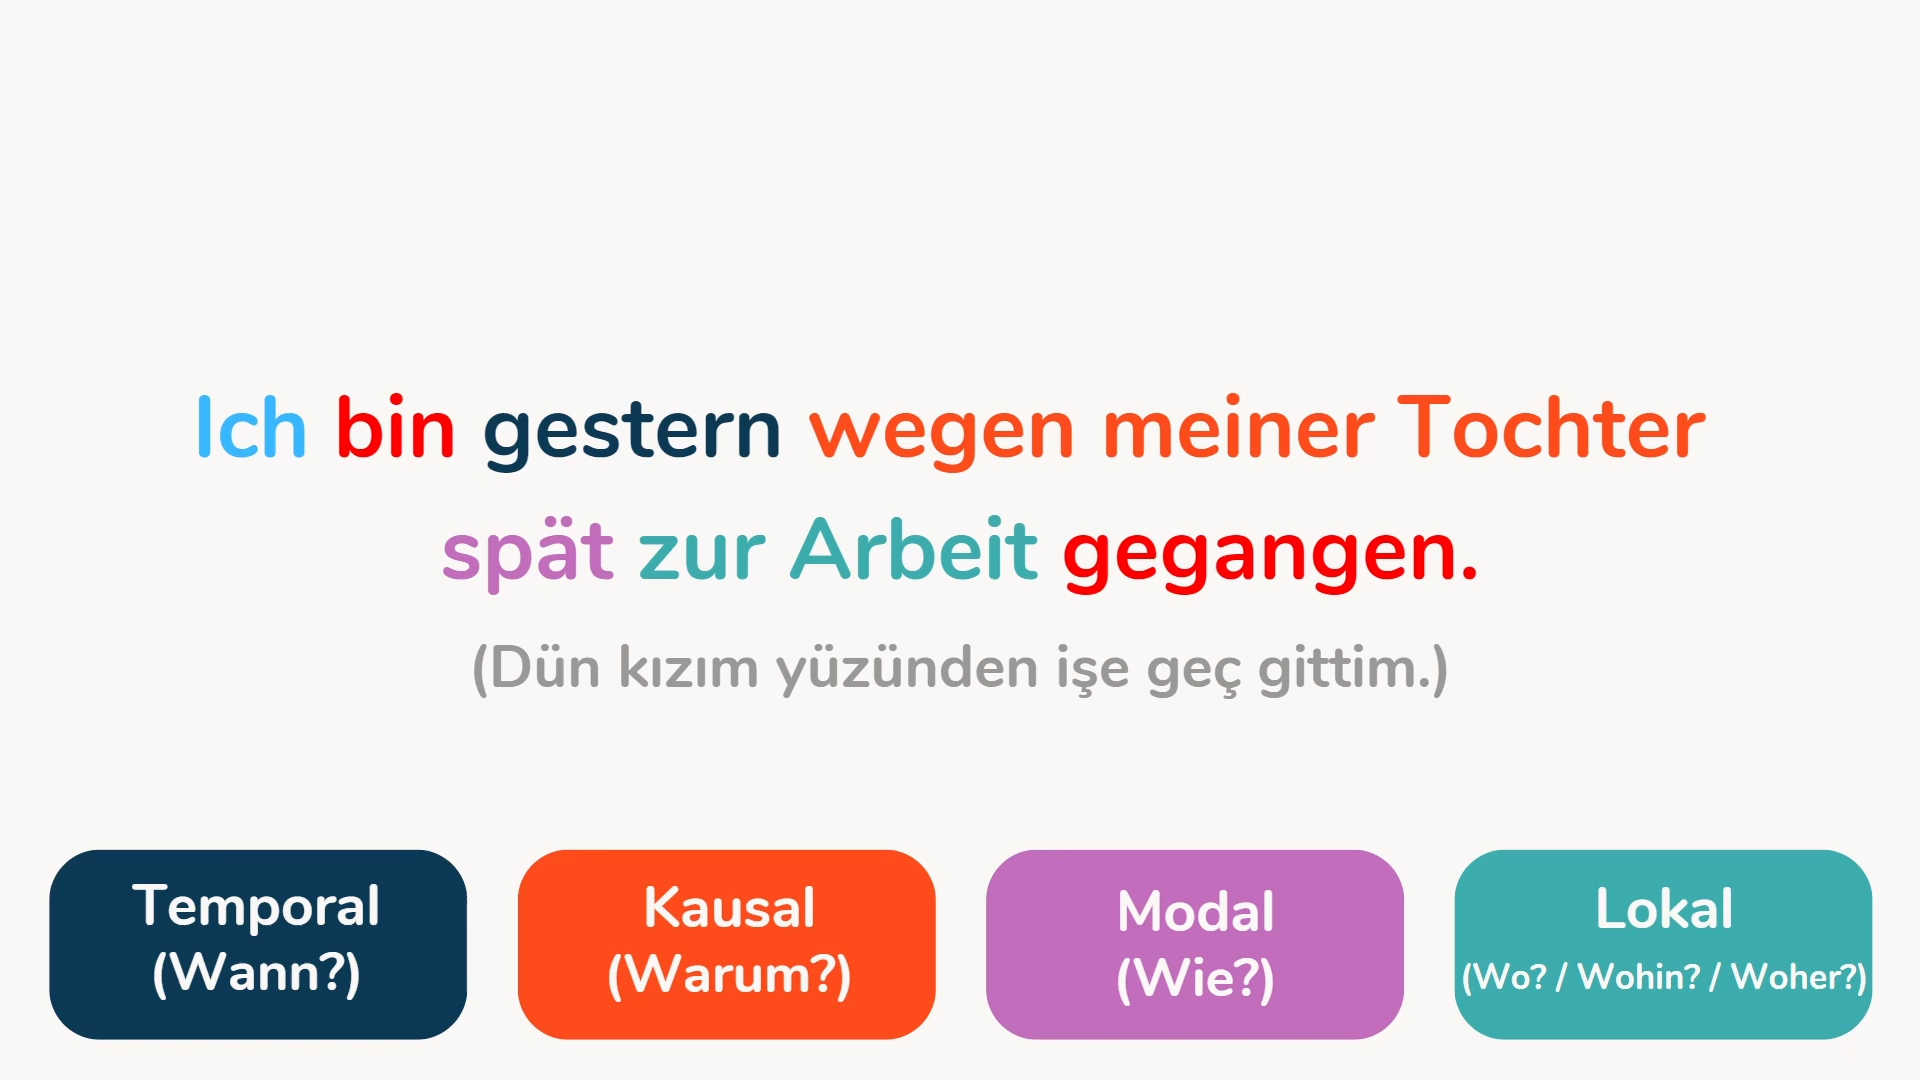 Ich bin gestern wegen meiner Tochter
spät zur Arbeit gegangen.
(Dün kızım yüzünden işe geç gittim.)
Temporal
(Wann?)
Kausal
(Warum?)
Modal
(Wie?)
Lokal
(Wo? / Wohin? / Woher?)